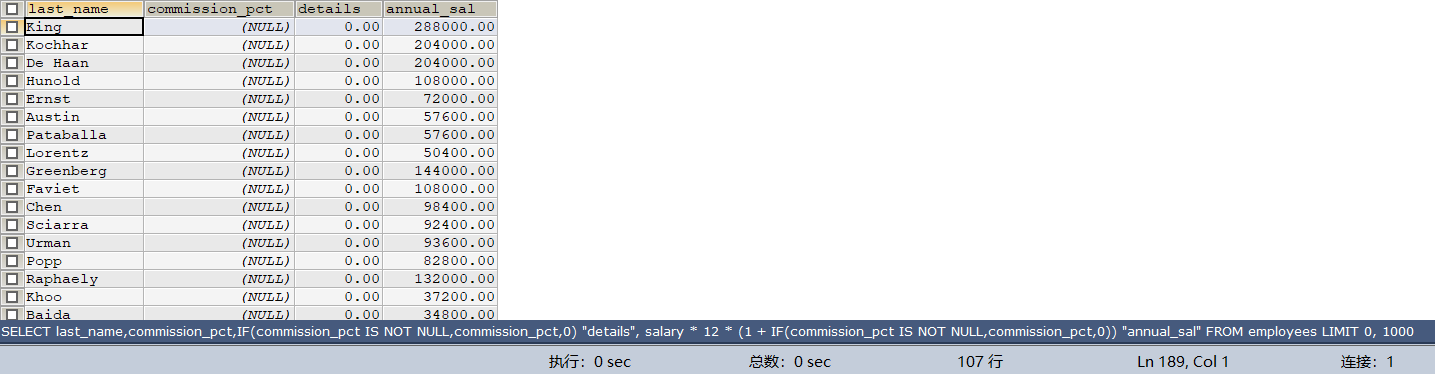 last_name commission_pct details annual_sal
King (NULL) 0.00 288000.00
Kochhar (NULL) 0.00 204000.00
De Haan (NULL) 0.00 204000.00
Hunold (NULL) 0.00 108000.00
Ernst (NULL) 0.00 72000.00
Austin (NULL) 0.00 57600.00
Pataballa (NULL) 0.00 57600.00
Lorentz (NULL) 0.00 50400.00
Greenberg (NULL) 0.00 144000.00
Faviet (NULL) 0.00 108000.00
Chen (NULL) 0.00 98400.00
Sciarra (NULL) 0.00 92400.00
Urman (NULL) 0.00 93600.00
Popp (NULL) 0.00 82800.00
Raphaely (NULL) 0.00 132000.00
Khoo (NULL) 0.00 37200.00
Baida (NULL) 0.00 34800.00
SELECT last_name,commission_pct,IF(commission_pct IS NOT NULL,commission_pct,0) "details", salary * 12 * (1 + IF(commission_pct IS NOT NULL,commission_pct,0)) "annual_sal" FROM employees LIMIT 0, 1000
执行：0 sec 总数：0 sec 107 行 Ln 189, Col 1 连接：1